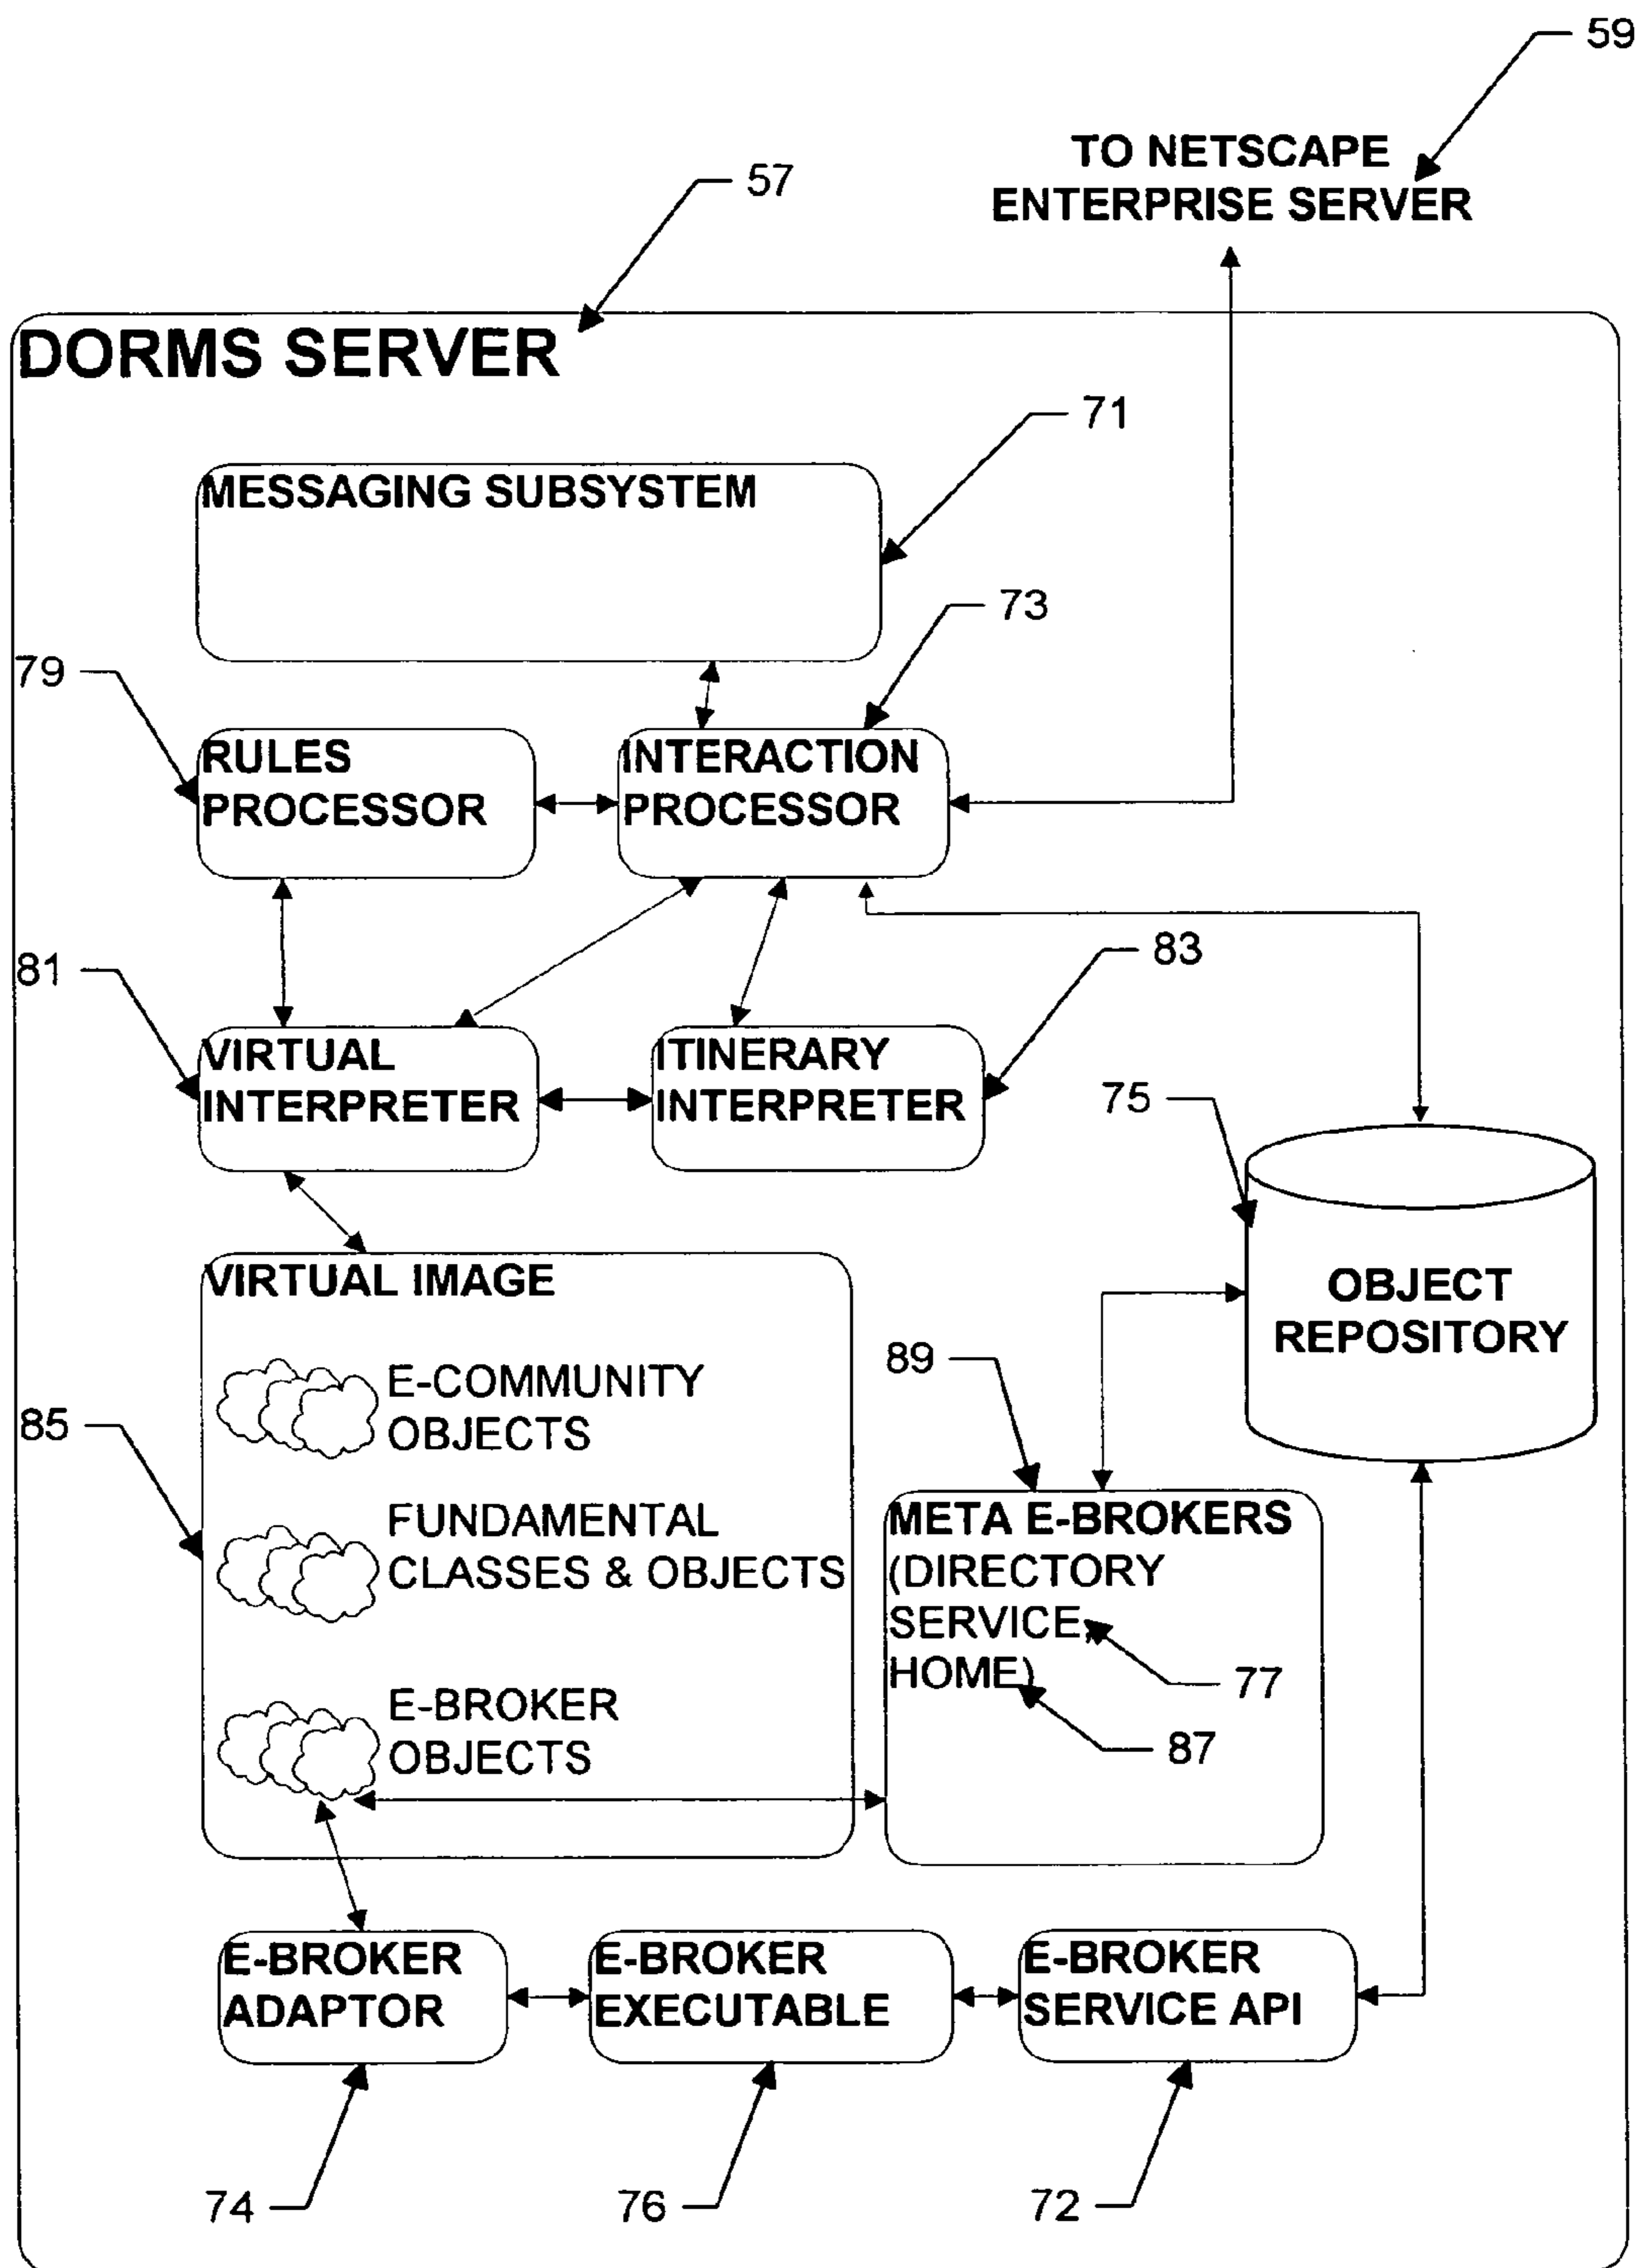 59
TO NETSCAPE
ENTERPRISE SERVER
57
DORMS SERVER
71
MESSAGING SUBSYSTEM
73
79
RULES
PROCESSOR
INTERACTION
PROCESSOR
81
83
VIRTUAL
INTERPRETER
ITINERARY
INTERPRETER
75
OBJECT
REPOSITORY
VIRTUAL IMAGE
E-COMMUNITY
OBJECTS
85
FUNDAMENTAL
CLASSES & OBJECTS
E-BROKER
OBJECTS
89
META E-BROKERS
(DIRECTORY
SERVICE,
HOME)
77
87
E-BROKER
ADAPTOR
E-BROKER
EXECUTABLE
E-BROKER
SERVICE API
74
76
72